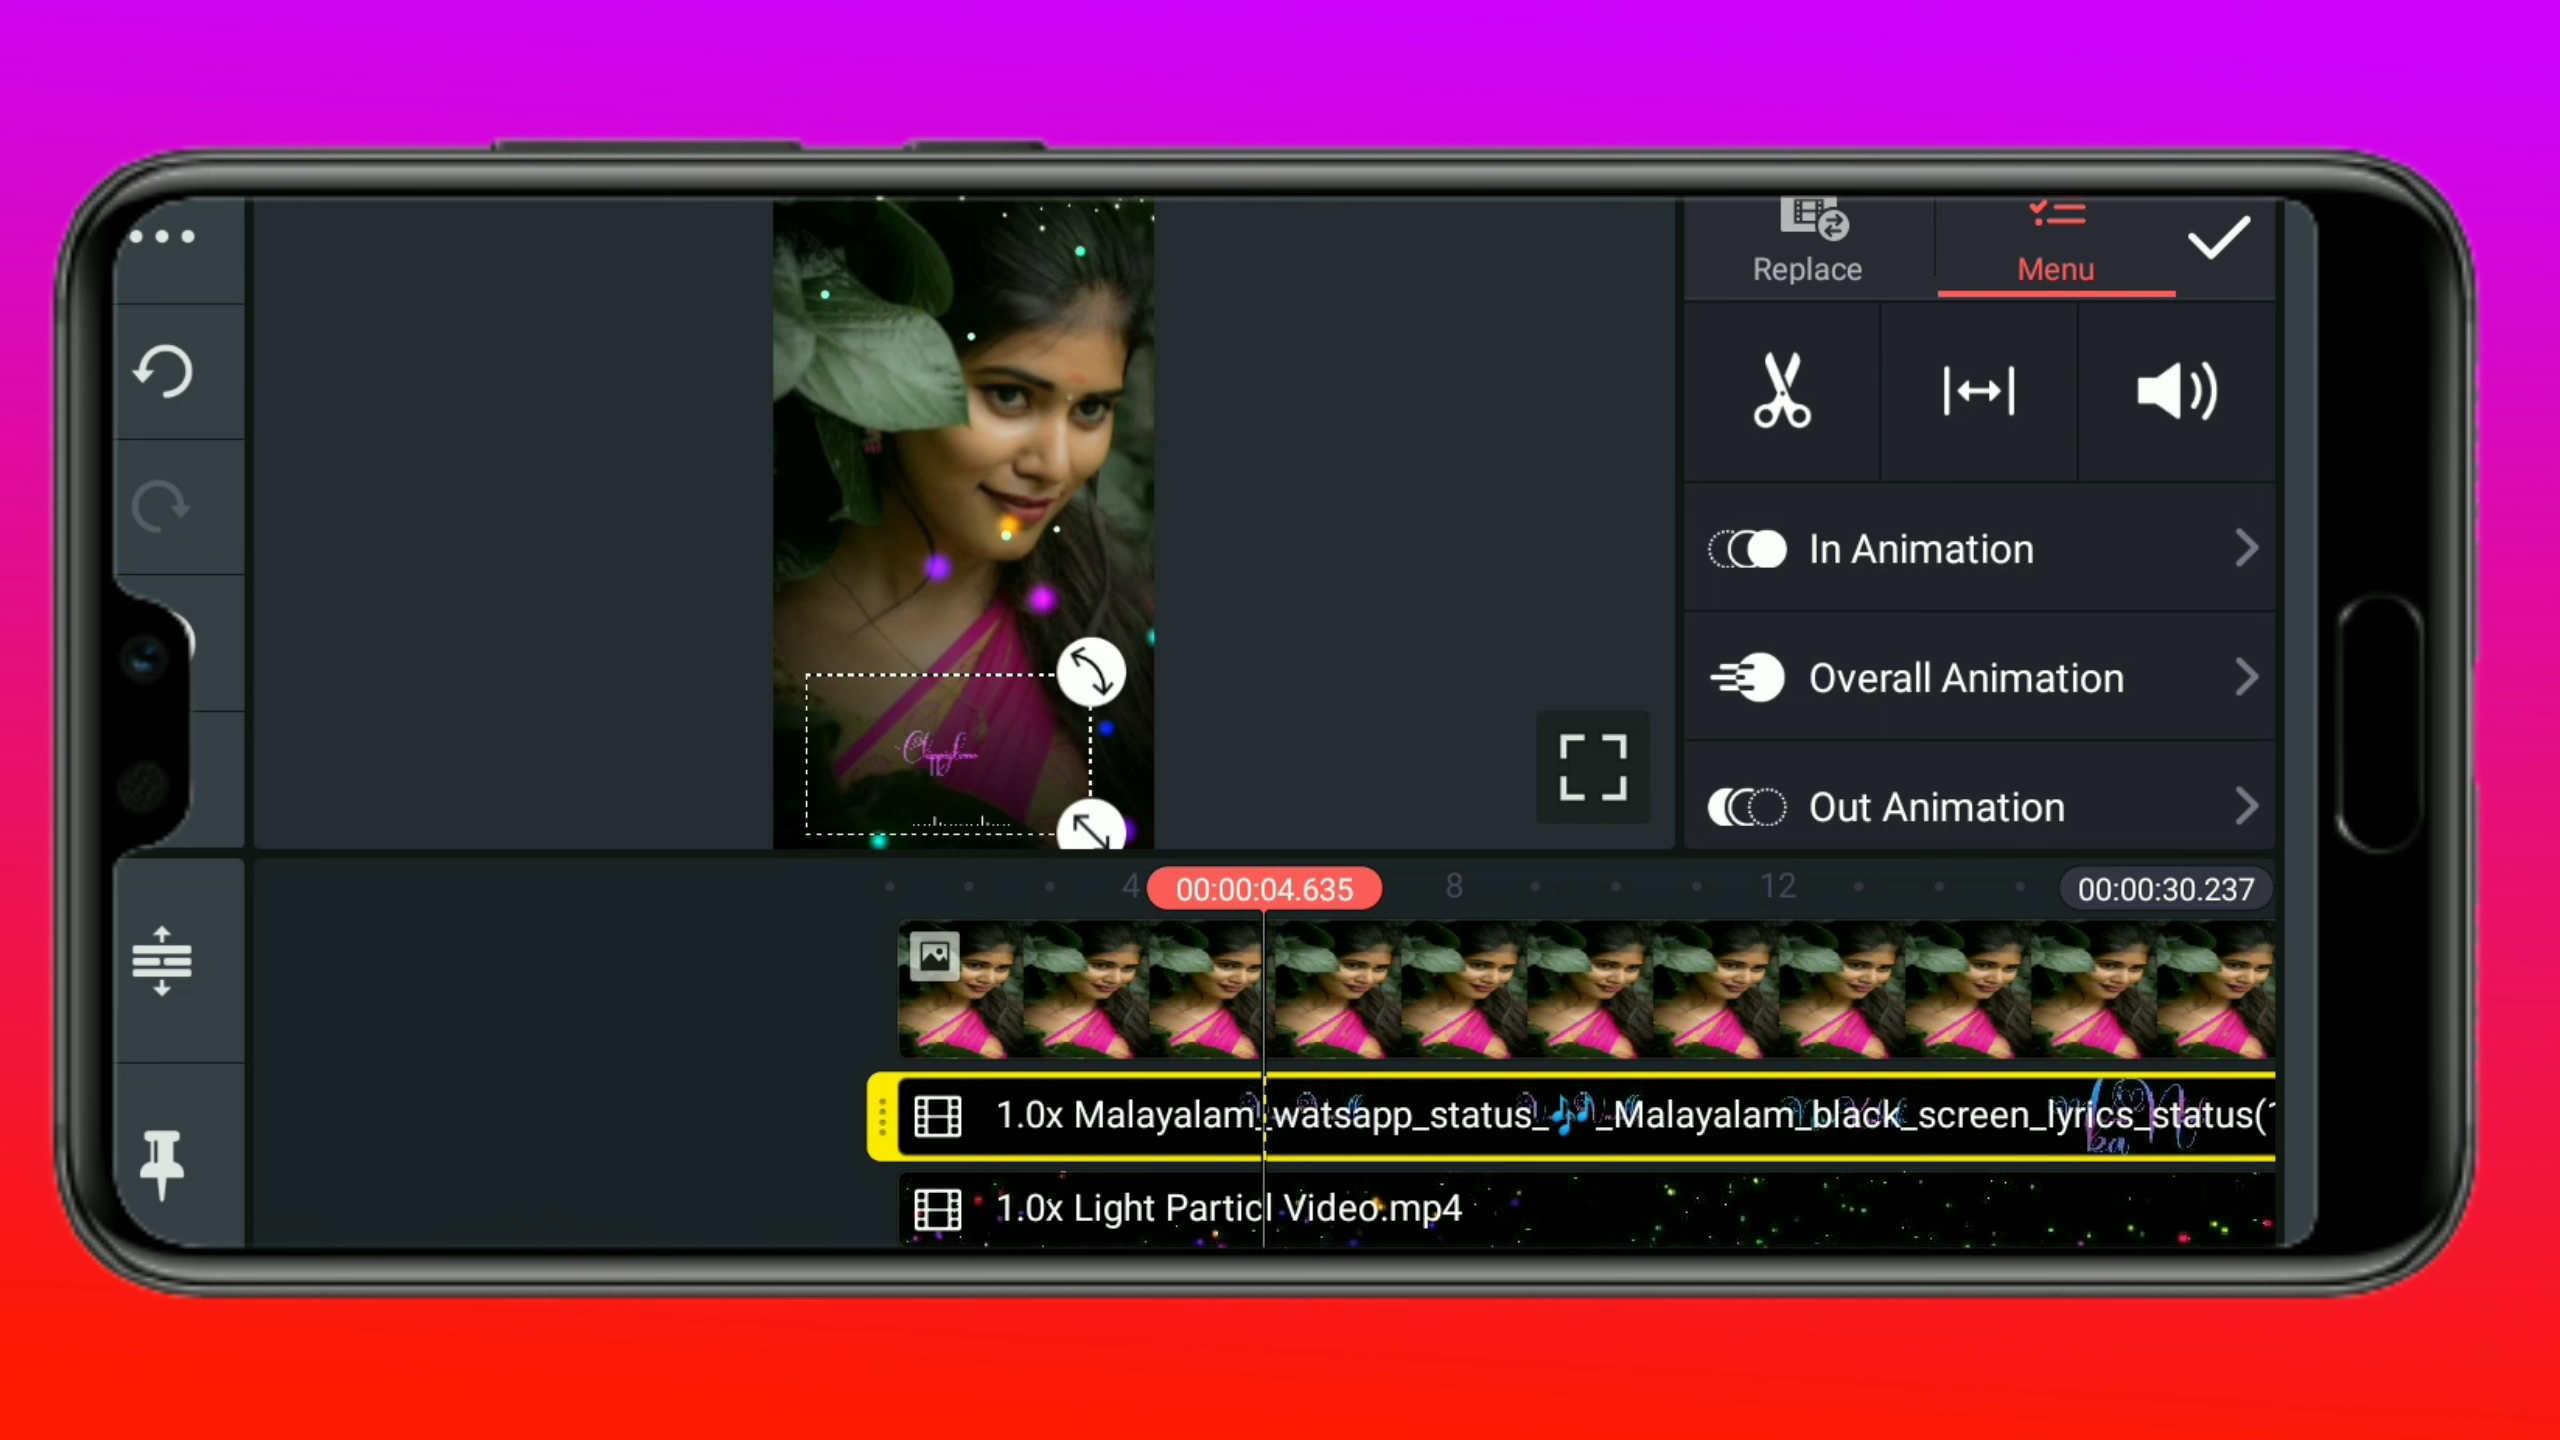 Replace
Menu
In Animation
Overall Animation
Out Animation
4
00:00:04.635
8
12
00:00:30.237
1.0x Malayalam_watsapp_status_🎶_Malayalam_black_screen_lyrics_status(
1.0x Light Particl Video.mp4